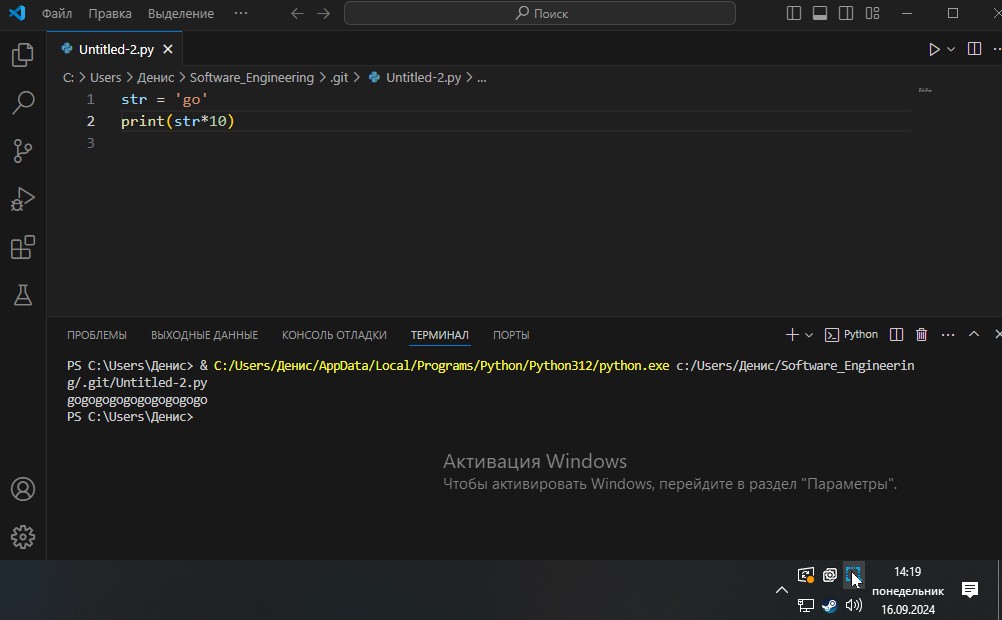 Файл Правка Выделение ··· Поиск
Untitled-2.py
C: > Users > Денис > Software_Engineering > .git > Untitled-2.py > ...
1 str = 'go'
2 print(str*10)
3
ПРОБЛЕМЫ ВЫХОДНЫЕ ДАННЫЕ КОНСОЛЬ ОТЛАДКИ ТЕРМИНАЛ ПОРТЫ Python
PS C:\Users\Денис> & C:/Users/Денис/AppData/Local/Programs/Python/Python312/python.exe c:/Users/Денис/Software_Engineerin
g/.git/Untitled-2.py
gogogogogogogogogogo
PS C:\Users\Денис>
Активация Windows
Чтобы активировать Windows, перейдите в раздел "Параметры".
14:19
понедельник
16.09.2024